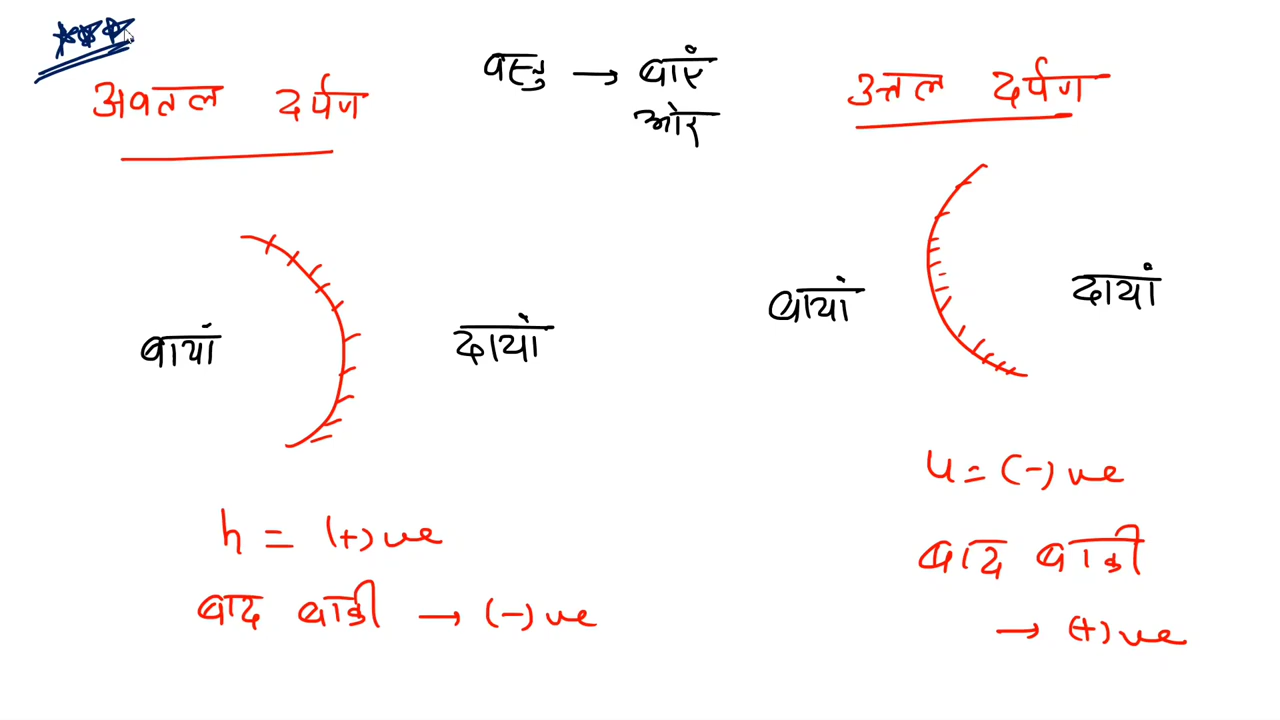 अवतल दर्पण
वस्तु → बाएं
ओर
उत्तल दर्पण
बायां
दायां
बायां
दायां
h = (+)ve
बाद बाकी → (-)ve
u = (-)ve
बाद बाकी
→ (+)ve